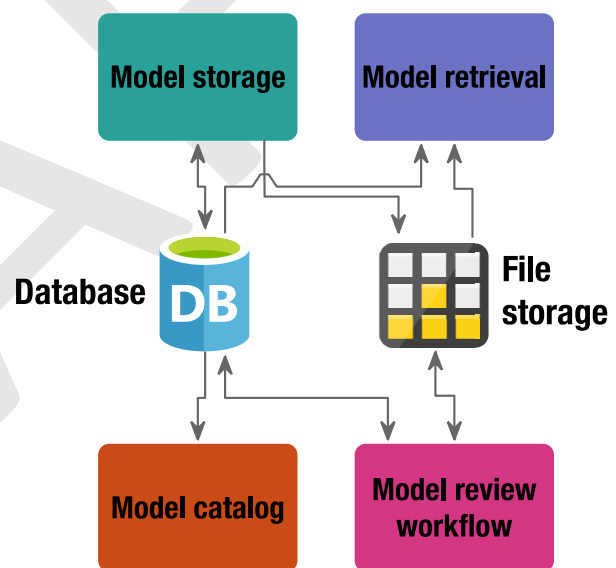 Model storage
Model retrieval
Database
DB
File
storage
Model catalog
Model review
workflow